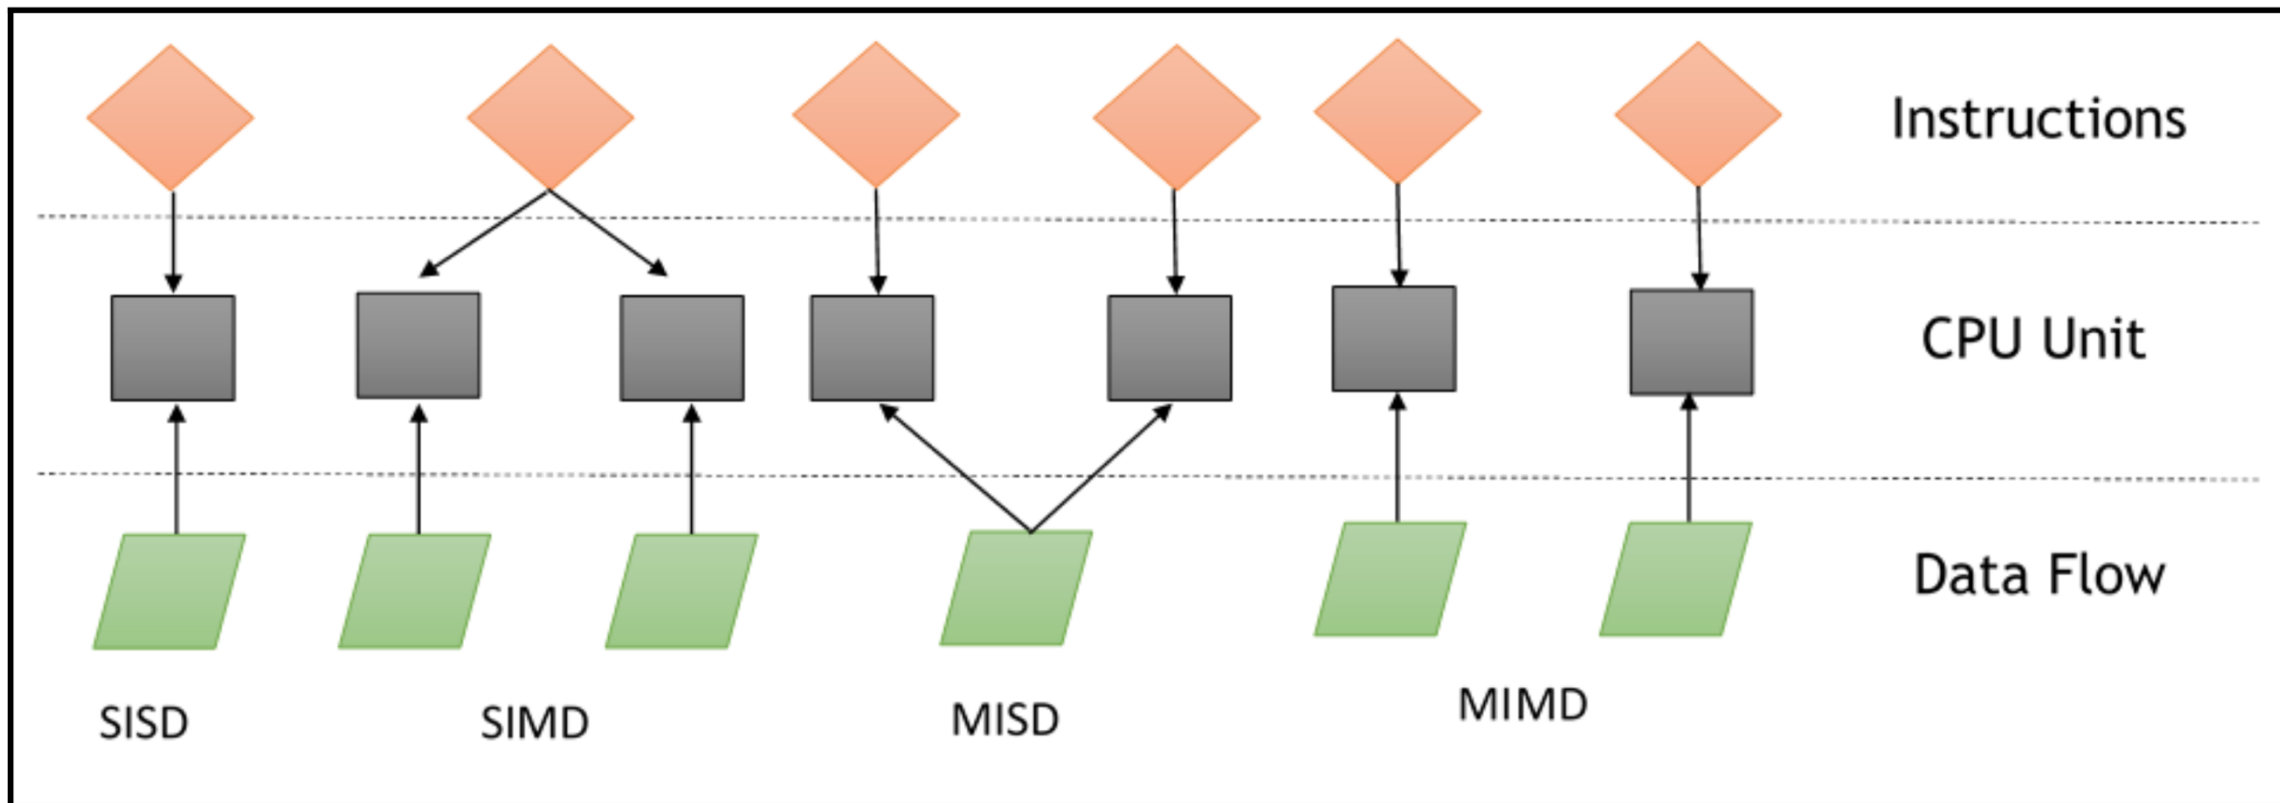 Instructions
CPU Unit
Data Flow
SISD
SIMD
MISD
MIMD